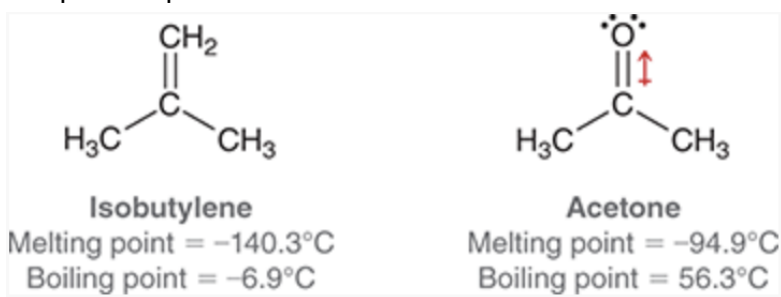 CH₂
C
H₃C CH₃
Isobutylene
Melting point = –140.3°C
Boiling point = –6.9°C
O
C
H₃C CH₃
Acetone
Melting point = –94.9°C
Boiling point = 56.3°C